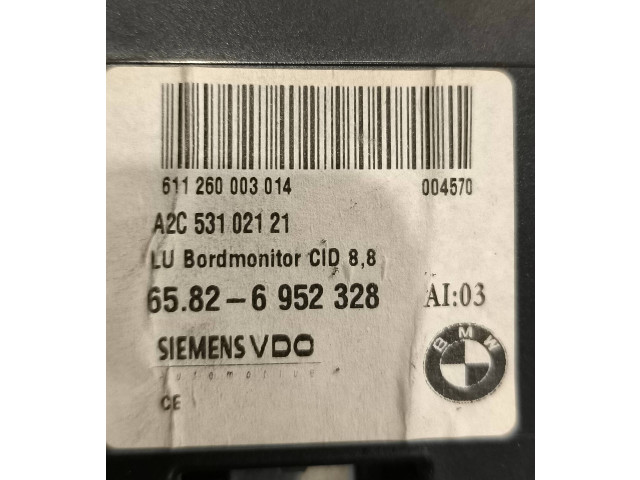 611 260 003 014 004570
A2C 531 021 21
LU Bordmonitor CID 8,8
65.82-6 952 328 AI:03
BMW
SIEMENS VDO
automotive
CE